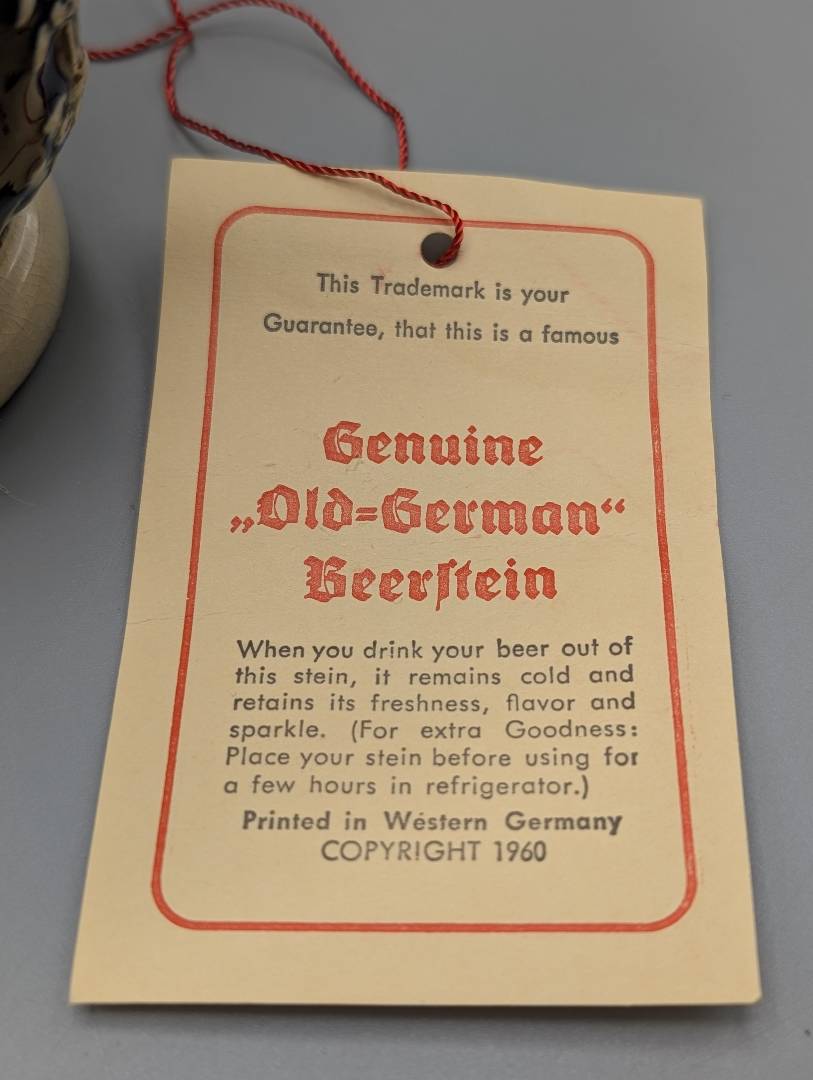 This Trademark is your
Guarantee, that this is a famous
Genuine
„Old=German“
Beerſtein
When you drink your beer out of
this stein, it remains cold and
retains its freshness, flavor and
sparkle. (For extra Goodness:
Place your stein before using for
a few hours in refrigerator.)
Printed in Western Germany
COPYRIGHT 1960